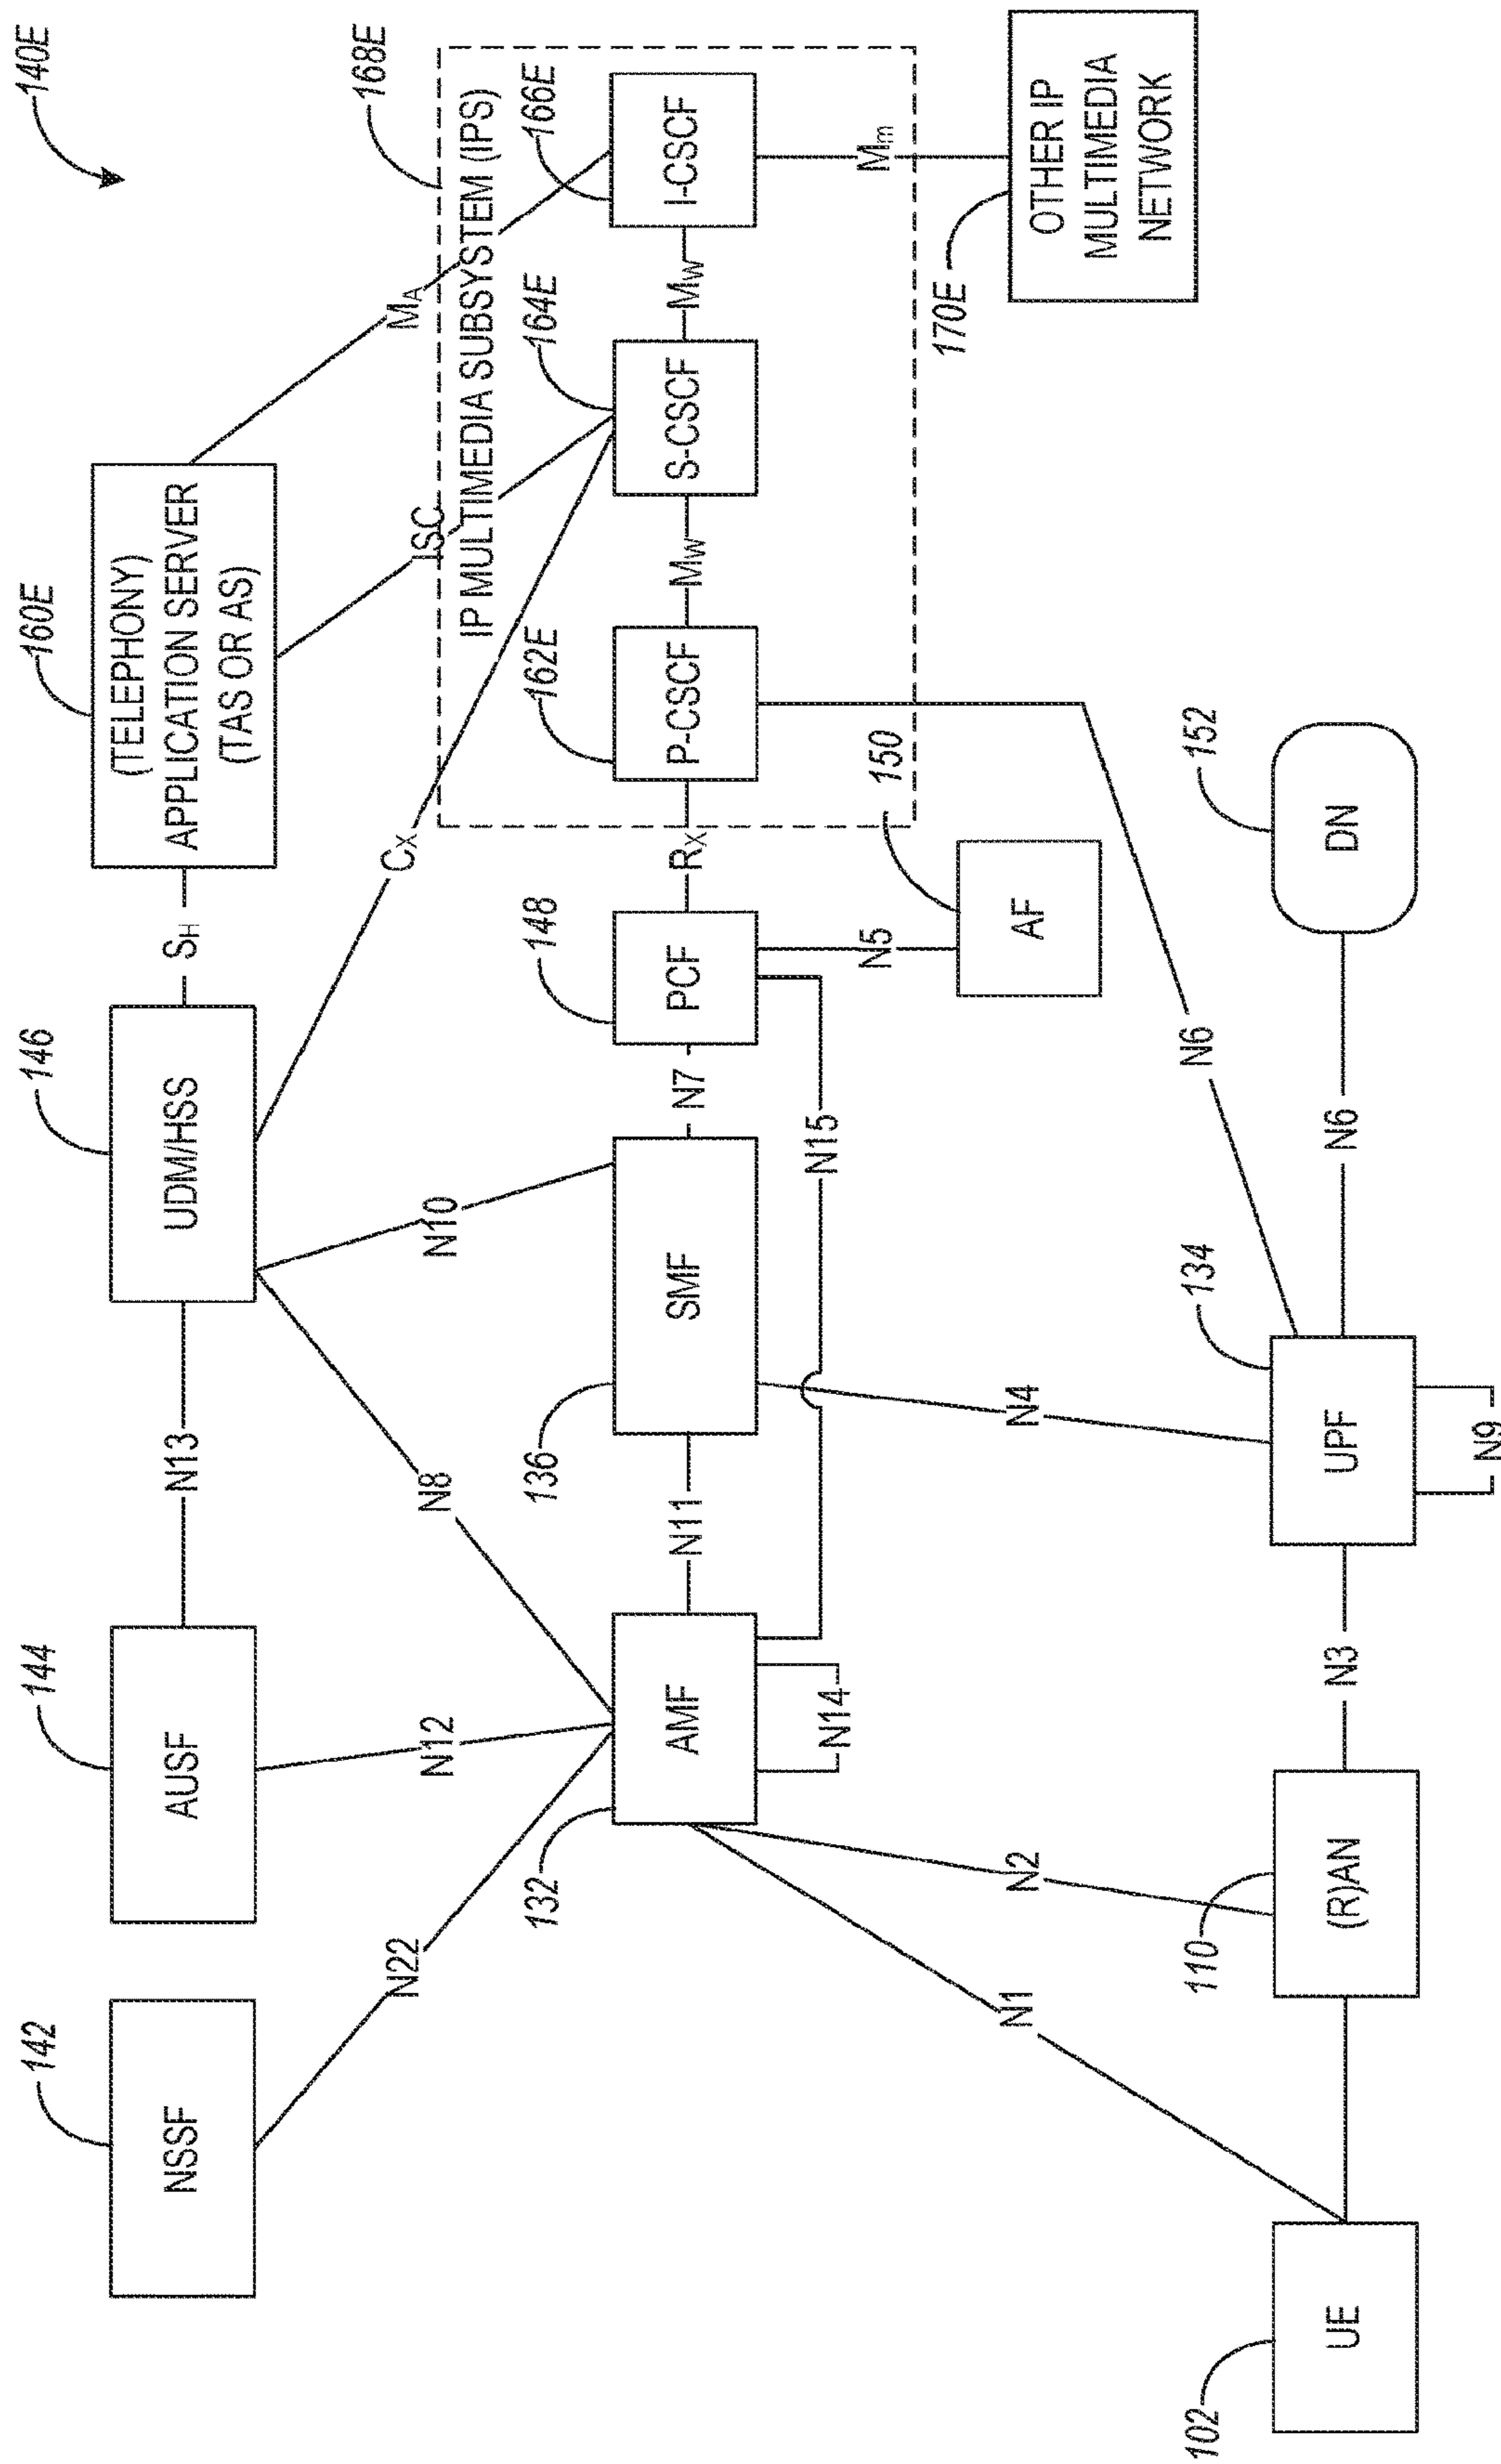 140E
142
NSSF
144
AUSF
N13
146
UDM/HSS
SH
160E
(TELEPHONY)
APPLICATION SERVER
(TAS OR AS)
N22
N12
N8
N10
CX
ISC
MA
168E
IP MULTIMEDIA SUBSYSTEM (IPS)
132
AMF
N14
N11
136
SMF
N7
148
PCF
RX
162E
P-CSCF
MW
164E
S-CSCF
MW
166E
I-CSCF
N15
N5
150
AF
Mm
170E
OTHER IP
MULTIMEDIA
NETWORK
N1
N2
N4
N6
102
UE
110
(R)AN
N3
134
UPF
N9
N6
152
DN